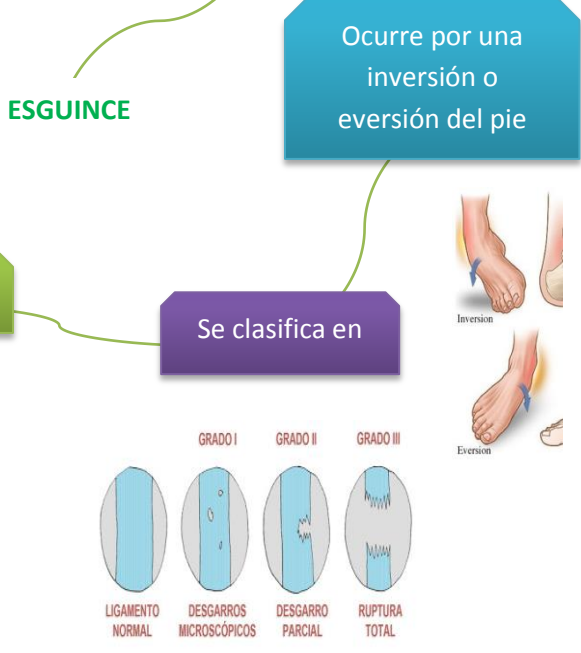 Ocurre por una
inversión o
eversión del pie
ESGUINCE
Inversion
Se clasifica en
Eversion
GRADO I
GRADO II
GRADO III
LIGAMENTO
NORMAL
DESGARROS
MICROSCÓPICOS
DESGARRO
PARCIAL
RUPTURA
TOTAL